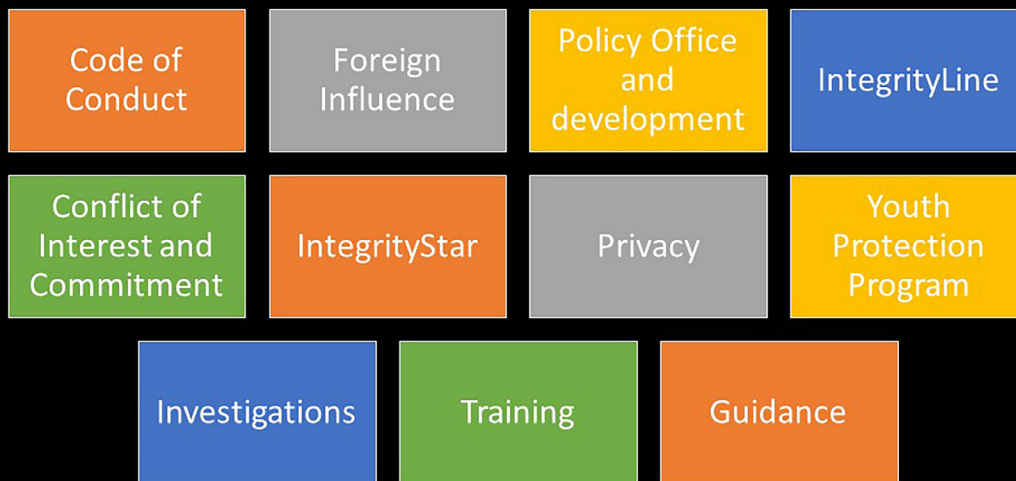 Code of
Conduct
Foreign
Influence
Policy Office
and
development
IntegrityLine
Conflict of
Interest and
Commitment
IntegrityStar
Privacy
Youth
Protection
Program
Investigations
Training
Guidance